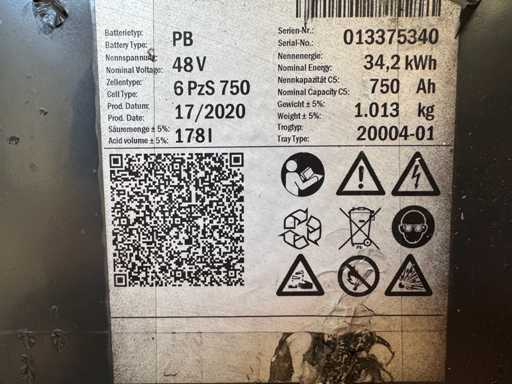 Batterietyp:
Battery Type: PB
Nennspannung
Nominal Voltage: 48 V
Zellentype:
Cell Type: 6 PzS 750
Prod. Datum:
Prod. Date: 17/2020
Säuremenge ± 5%:
Acid volume ± 5%: 178 l
Serien-Nr.:
Serial-No.: 013375340
Nennenergie:
Nominal Energy: 34,2 kWh
Nennkapazität C5:
Nominal Capacity C5: 750 Ah
Gewicht ± 5%:
Weight ± 5%: 1.013 kg
Trogtyp:
Tray Type: 20004-01
Pb